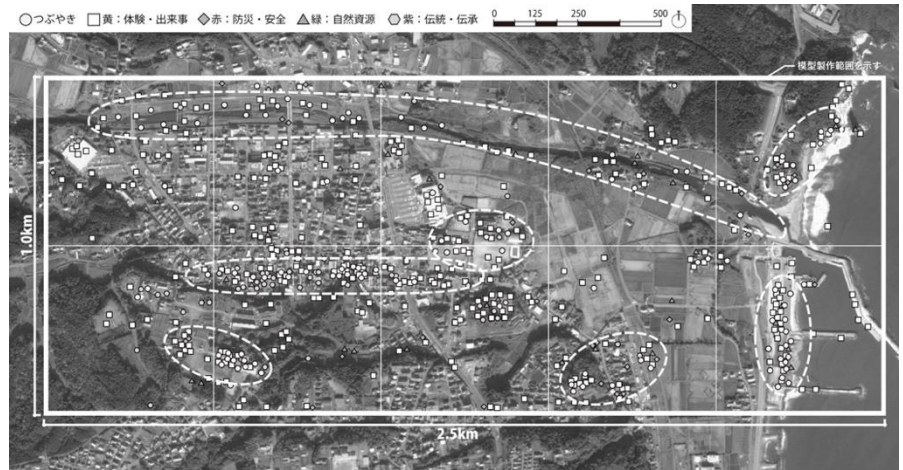 つぶやき 黄：体験・出来事 赤：防災・安全 緑：自然資源 紫：伝統・伝承 0 125 250 500
模型製作範囲を示す
1.0km
2.5km